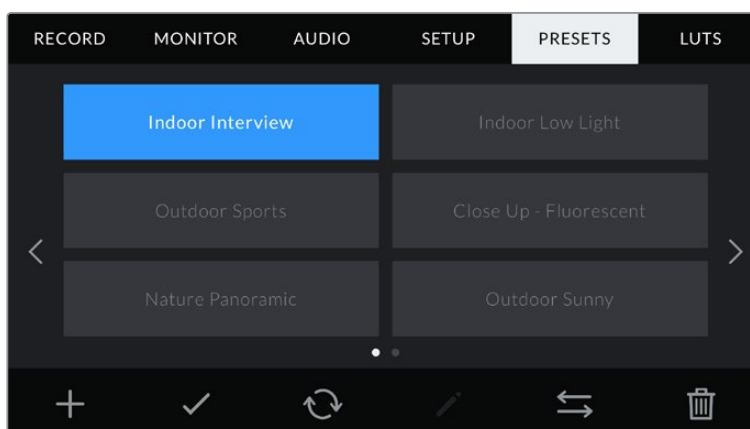 RECORD MONITOR AUDIO SETUP PRESETS LUTS
Indoor Interview Indoor Low Light
Outdoor Sports Close Up - Fluorescent
Nature Panoramic Outdoor Sunny